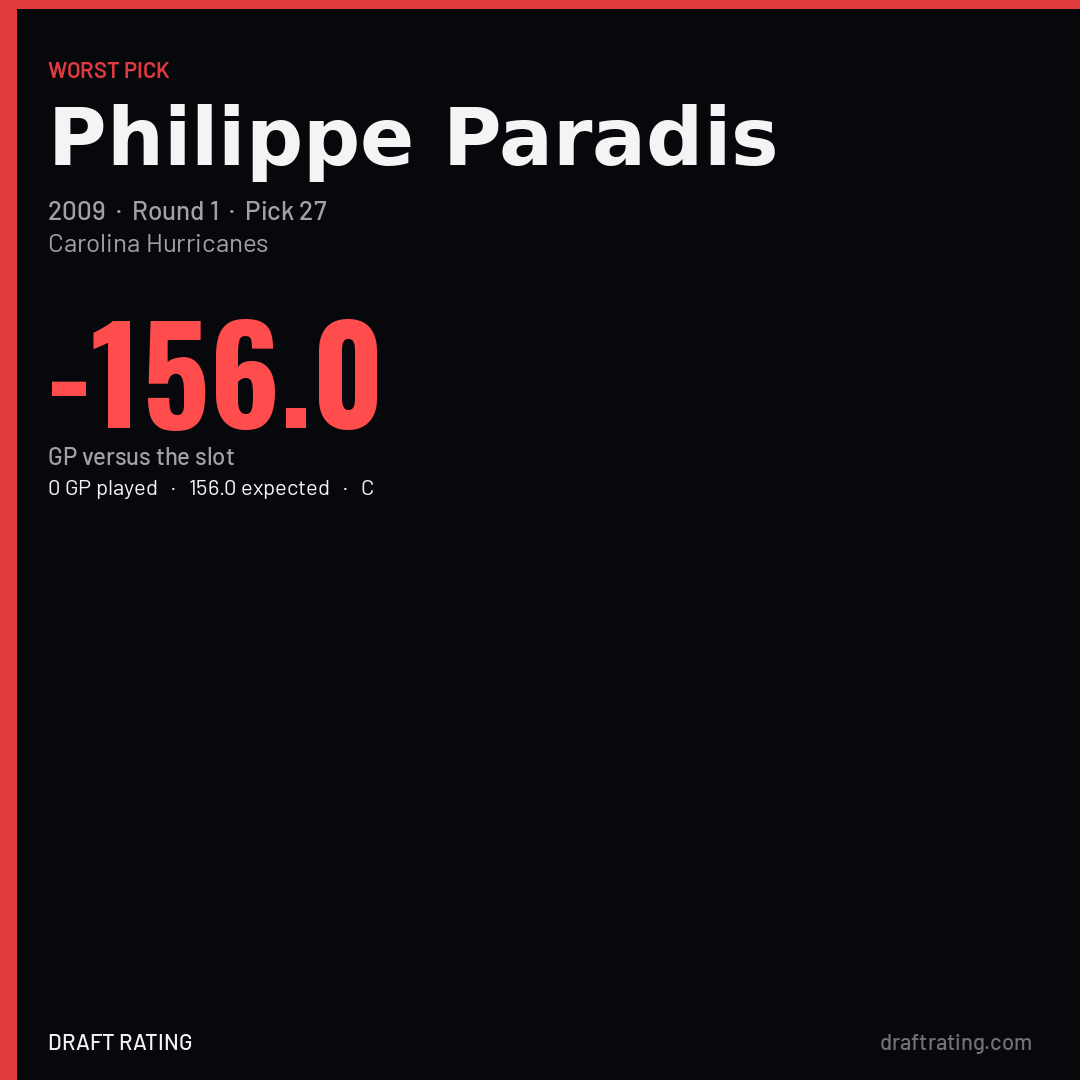 WORST PICK
Philippe Paradis
2009 · Round 1 · Pick 27
Carolina Hurricanes
-156.0
GP versus the slot
0 GP played · 156.0 expected · C
DRAFT RATING
draftrating.com